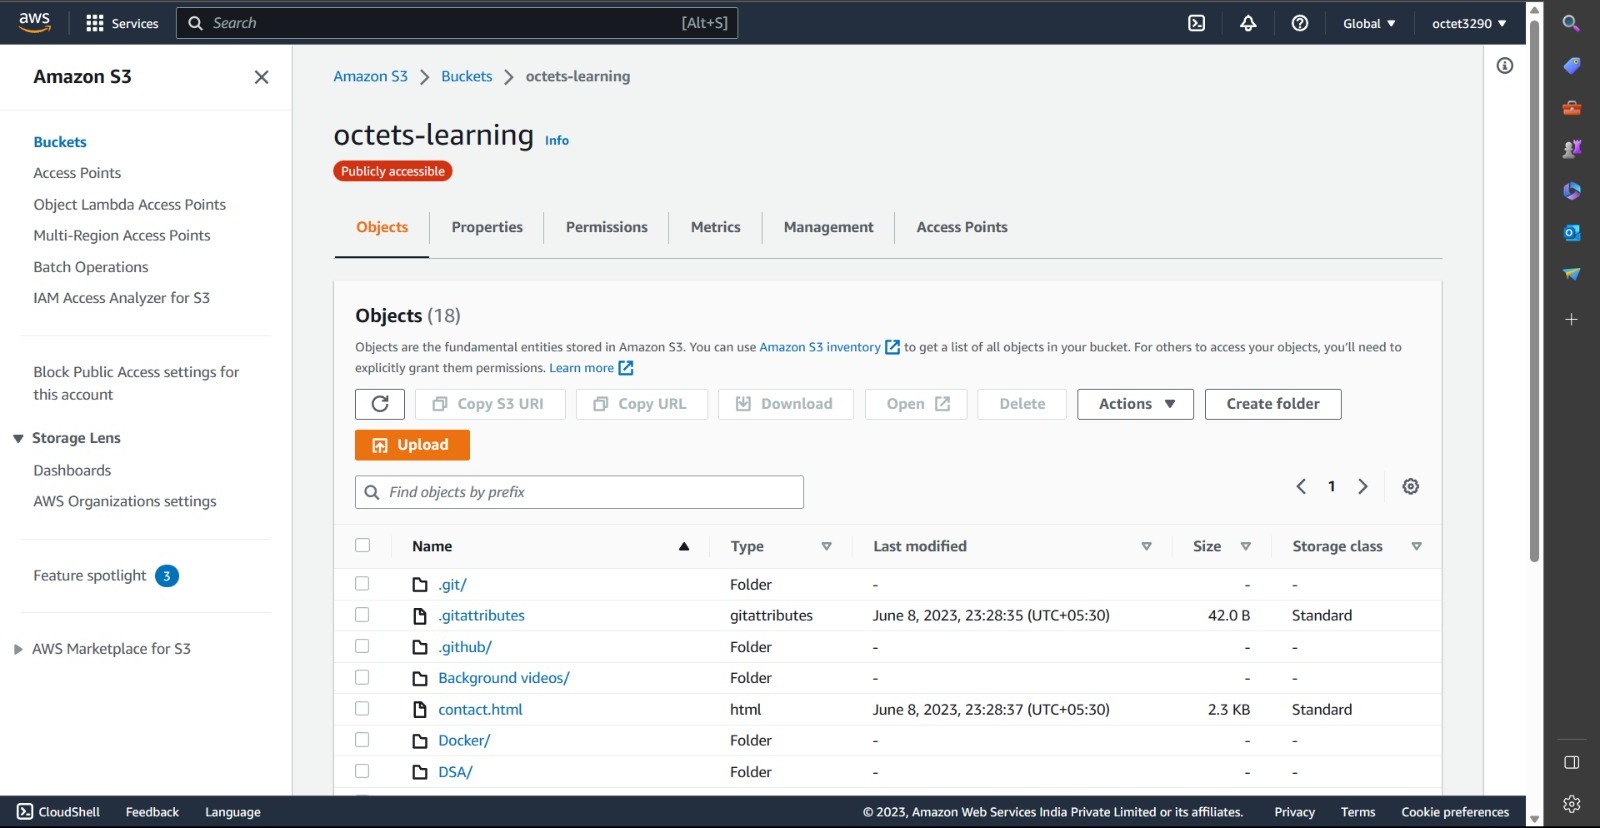 aws Services Search [Alt+S] Global octet3290
Amazon S3
Buckets
Access Points
Object Lambda Access Points
Multi-Region Access Points
Batch Operations
IAM Access Analyzer for S3
Block Public Access settings for
this account
Storage Lens
Dashboards
AWS Organizations settings
Feature spotlight 3
AWS Marketplace for S3
Amazon S3 Buckets octets-learning
octets-learning Info
Publicly accessible
Objects Properties Permissions Metrics Management Access Points
Objects (18)
Objects are the fundamental entities stored in Amazon S3. You can use Amazon S3 inventory to get a list of all objects in your bucket. For others to access your objects, you'll need to
explicitly grant them permissions. Learn more
Copy S3 URI Copy URL Download Open Delete Actions Create folder
Upload
Find objects by prefix 1
Name Type Last modified Size Storage class
.git/ Folder - - -
.gitattributes gitattributes June 8, 2023, 23:28:35 (UTC+05:30) 42.0 B Standard
.github/ Folder - - -
Background videos/ Folder - - -
contact.html html June 8, 2023, 23:28:37 (UTC+05:30) 2.3 KB Standard
Docker/ Folder - - -
DSA/ Folder - - -
CloudShell Feedback Language © 2023, Amazon Web Services India Private Limited or its affiliates. Privacy Terms Cookie preferences